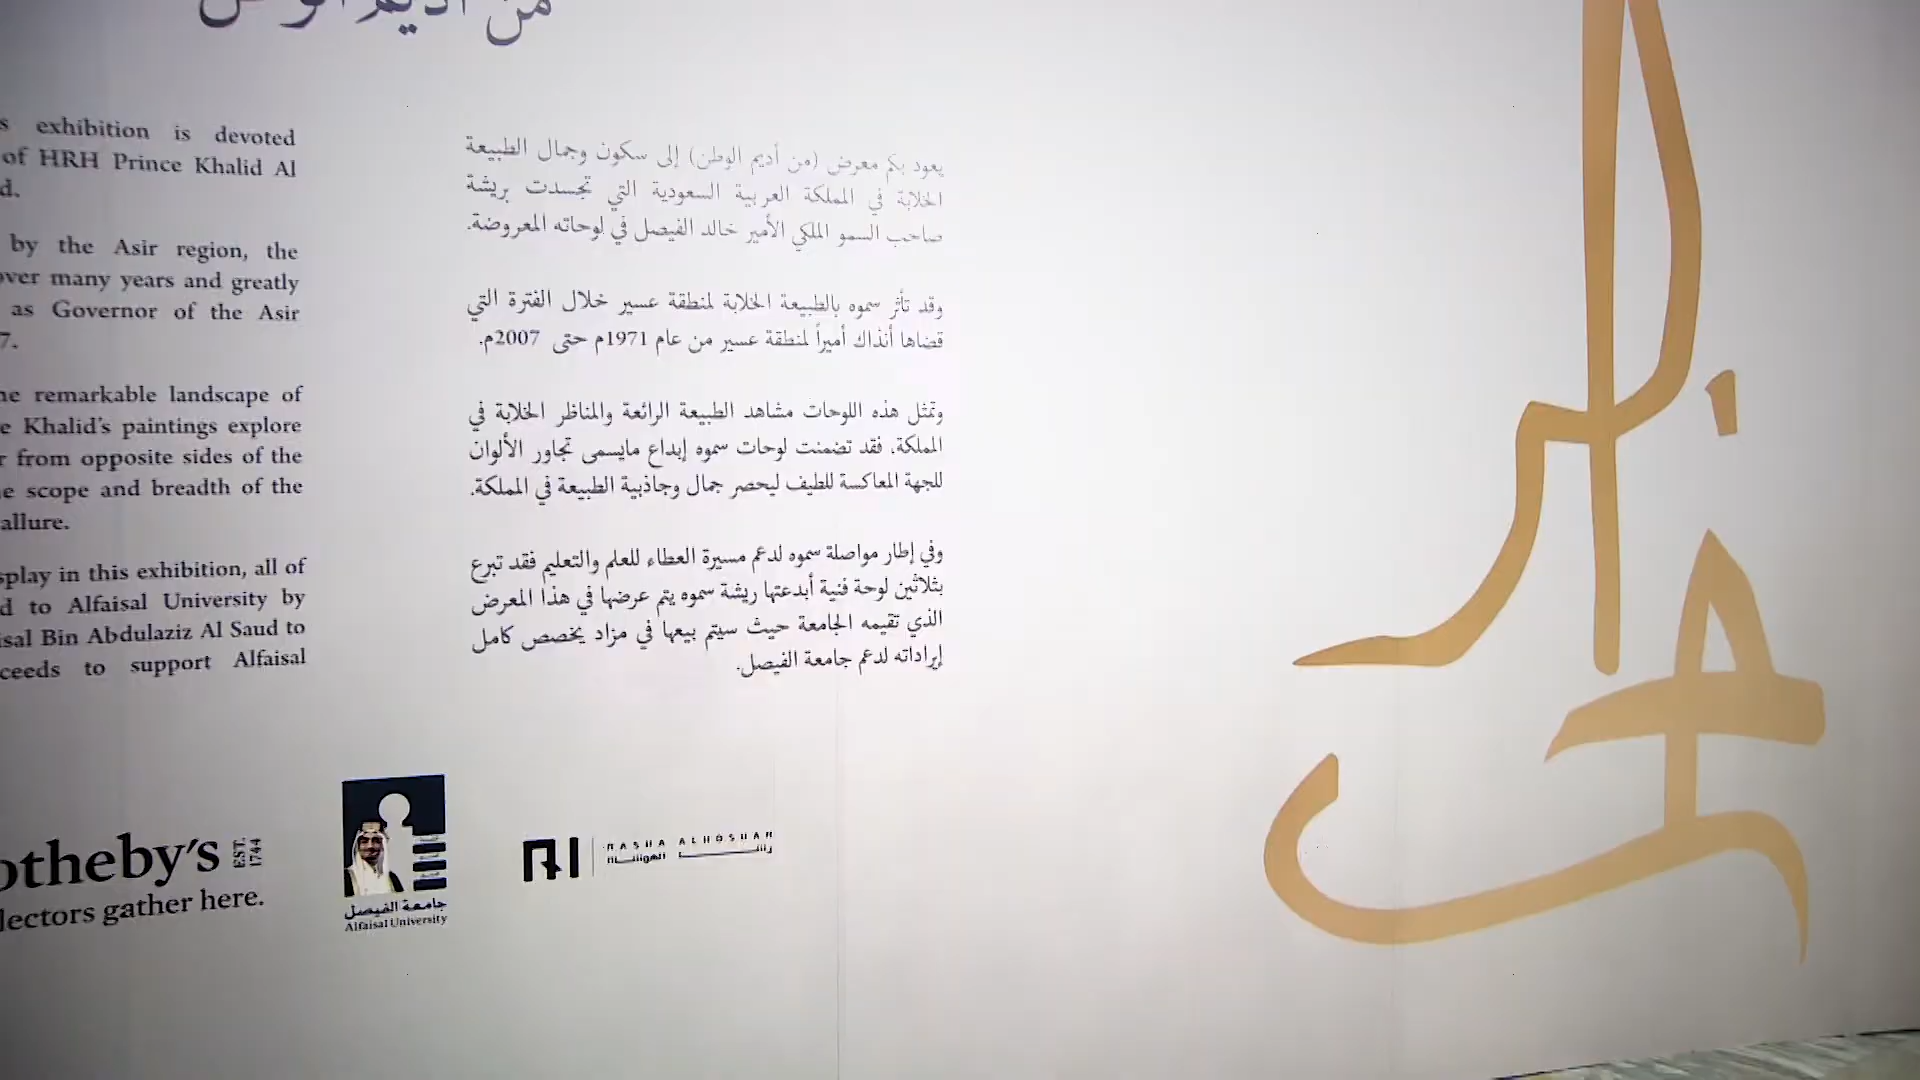 من أديم الوطن
exhibition is devoted
of HRH Prince Khalid Al
by the Asir region, the
over many years and greatly
as Governor of the Asir
7.
remarkable landscape of
Khalid's paintings explore
from opposite sides of the
scope and breadth of the
allure.
in this exhibition, all of
to Alfaisal University by
Bin Abdulaziz Al Saud to
to support Alfaisal
يعود بكم معرض (من أديم الوطن) إلى سكون وجمال الطبيعة
الخلابة في المملكة العربية السعودية التي تجسدت بريشة
صاحب السمو الملكي الأمير خالد الفيصل في لوحاته المعروضة.
وقد تأثر سموه بالطبيعة الخلابة لمنطقة عسير خلال الفترة التي
قضاها أنذاك أميراً لمنطقة عسير من عام 1971م حتى 2007م.
وتمثل هذه اللوحات مشاهد الطبيعة الرائعة والمناظر الخلابة في
المملكة، فقد تضمنت لوحات سموه إبداع مايسمى تجاور الألوان
للجهة المعاكسة للطيف ليحصر جمال وجاذبية الطبيعة في المملكة.
وفي إطار مواصلة سموه لدعم مسيرة العطاء للعلم والتعليم فقد تبرع
بثلاثين لوحة فنية أبدعتها ريشة سموه يتم عرضها في هذا المعرض
الذي تقيمه الجامعة حيث سيتم بيعها في مزاد يخصص كامل
إيراداته لدعم جامعة الفيصل.
otheby's EST. 1744
lectors gather here.
جامعة الفيصل
Alfaisal University
RASHA ALHOSHAN
رشا الهوشان